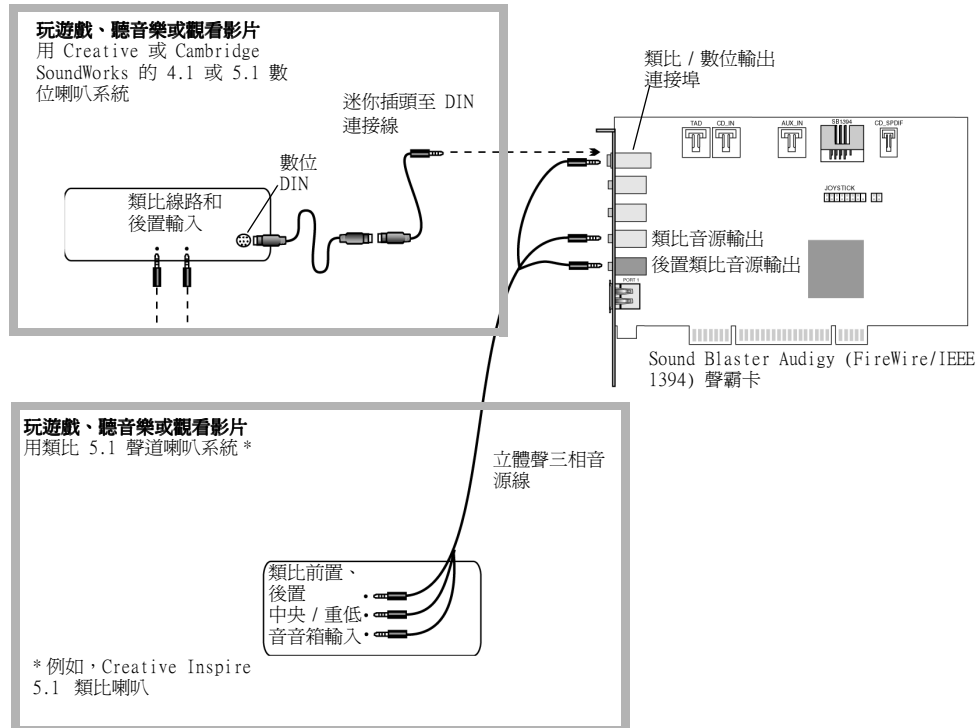 玩遊戲、聽音樂或觀看影片
用 Creative 或 Cambridge
SoundWorks 的 4.1 或 5.1 數
位喇叭系統
迷你插頭至 DIN
連接線
數位
DIN
類比線路和
後置輸入
類比 / 數位輸出
連接埠
TAD
CD_IN
AUX_IN
SB1394
CD_SPDIF
JOYSTICK
類比音源輸出
後置類比音源輸出
PORT 1
Sound Blaster Audigy (FireWire/IEEE
1394) 聲霸卡
玩遊戲、聽音樂或觀看影片
用類比 5.1 聲道喇叭系統 *
立體聲三相音
源線
類比前置、
後置
中央 / 重低
音音箱輸入
* 例如，Creative Inspire
5.1 類比喇叭